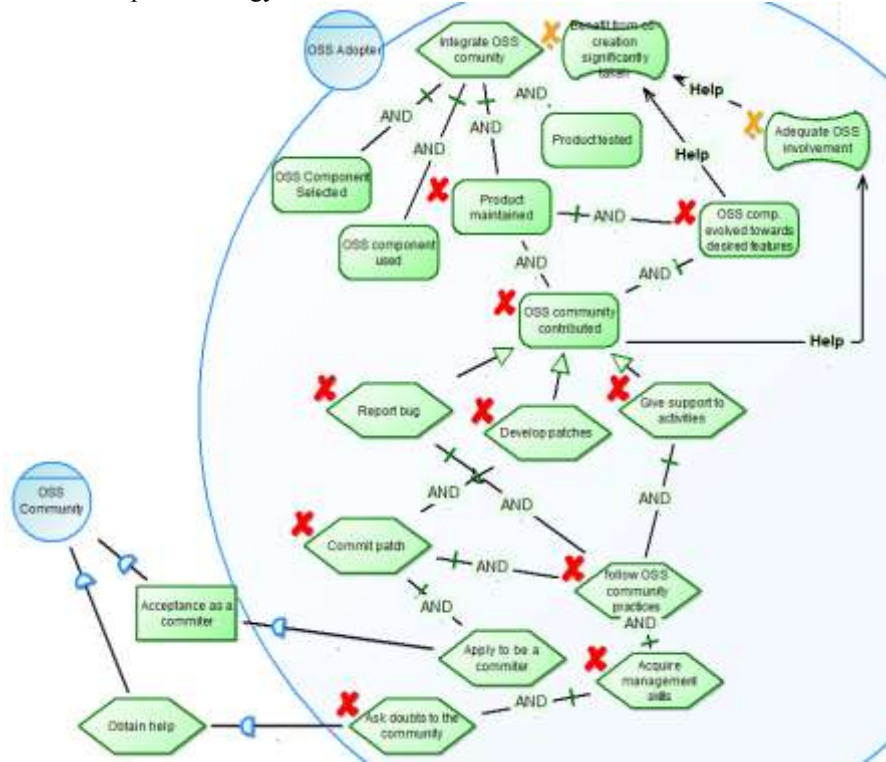 OSS Adopter
Integrate OSS
comunity
Benefit from co-
creation
significantly
taken
AND
Help
AND
AND
AND
Adequate OSS
involvement
Product tested
Help
OSS Component
Selected
Product
maintained
AND
OSS comp.
evolved towards
desired features
OSS component
used
AND
AND
OSS community
contributed
Help
Report bug
Develop patches
Give support to
activities
OSS
Community
AND
AND
AND
Commit patch
AND
follow OSS
community
practices
Acceptance as a
commiter
AND
AND
Apply to be a
commiter
Acquire
management
skills
AND
Obtain help
Ask doubts to the
community